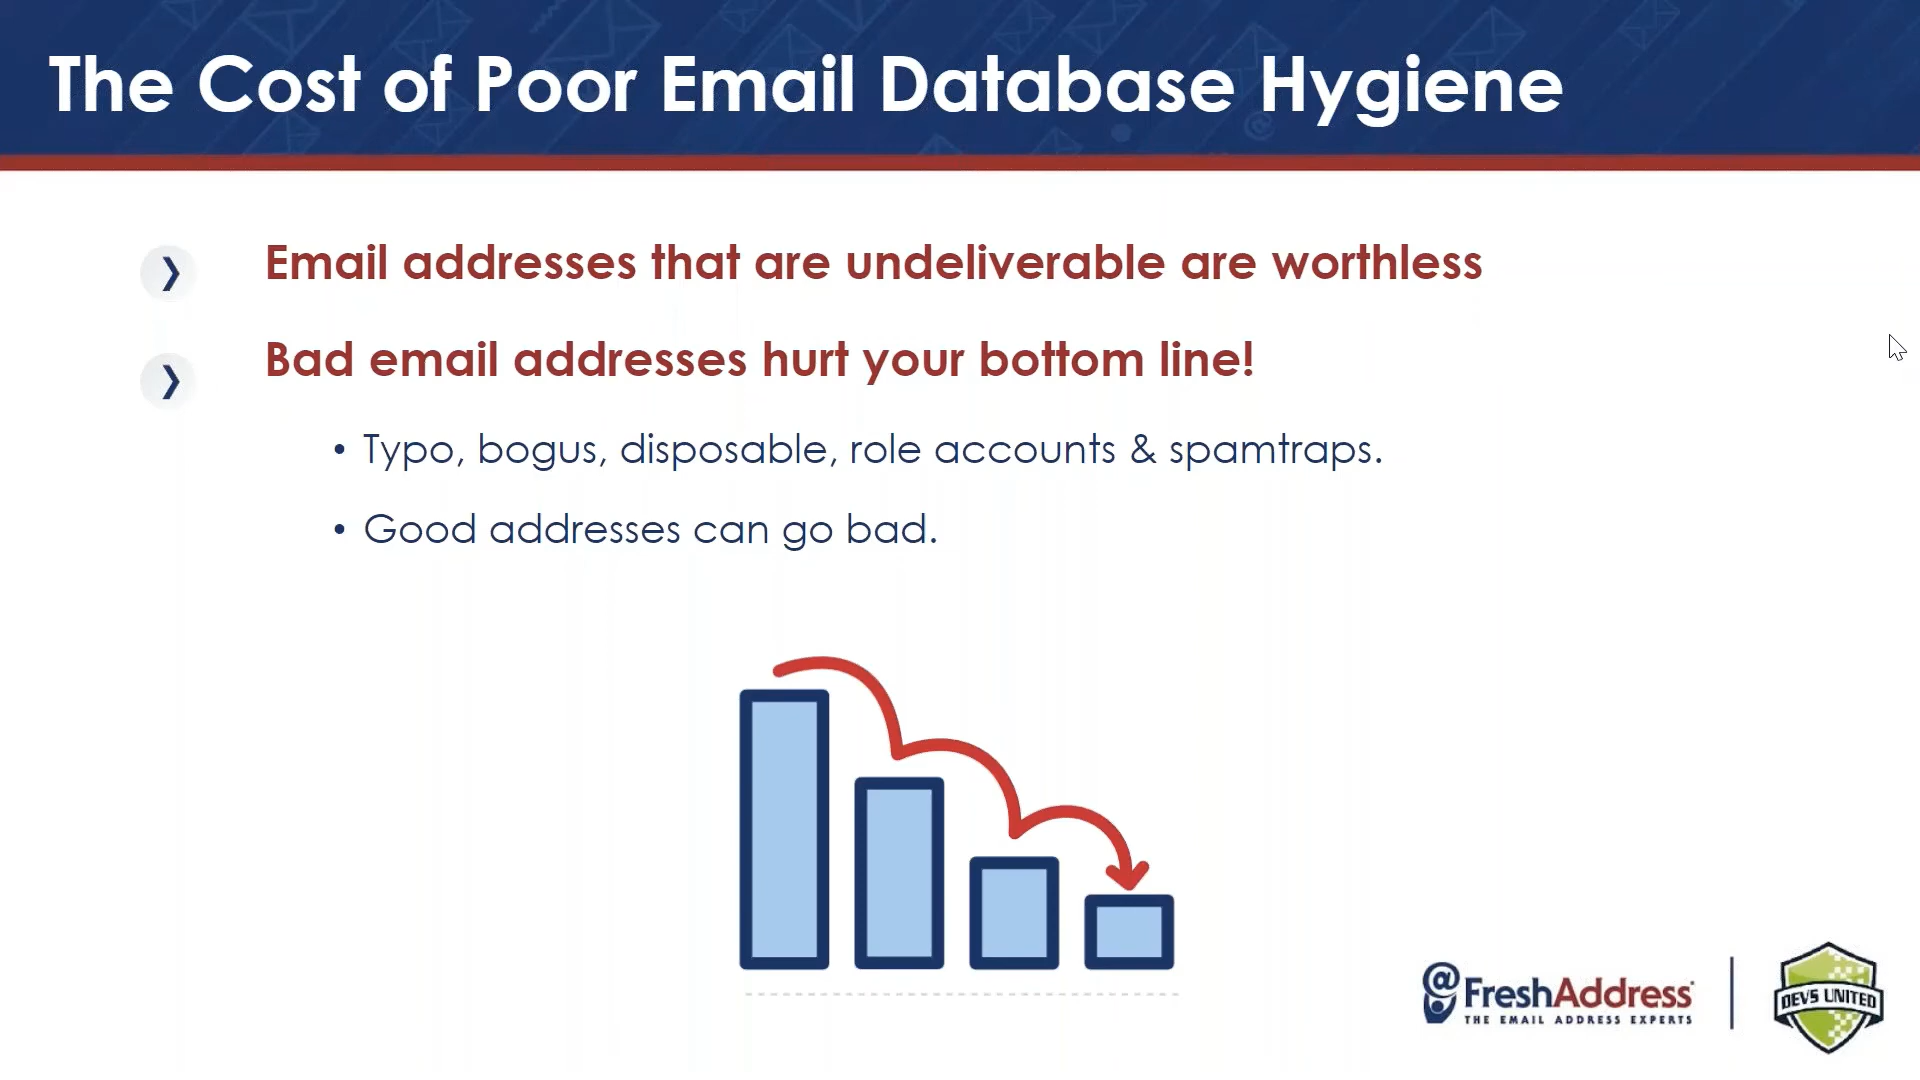 The Cost of Poor Email Database Hygiene
Email addresses that are undeliverable are worthless
Bad email addresses hurt your bottom line!
• Typo, bogus, disposable, role accounts & spamtraps.
• Good addresses can go bad.
FreshAddress
THE EMAIL ADDRESS EXPERTS
DEVS UNITED